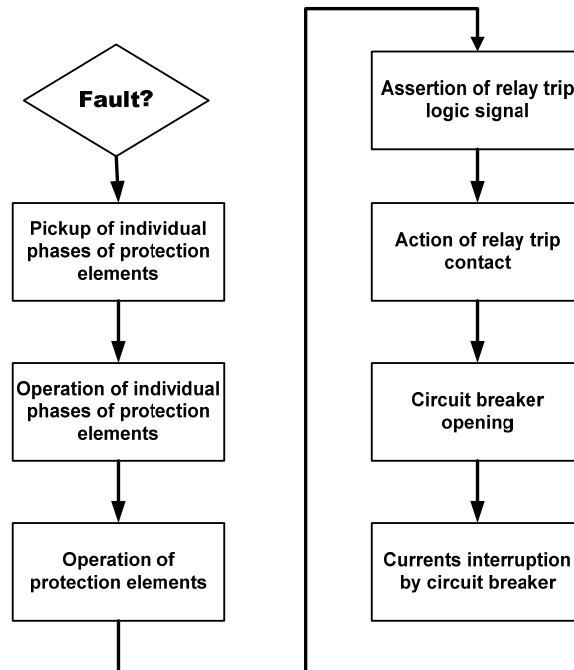 Fault?
Pickup of individual
phases of protection
elements
Operation of individual
phases of protection
elements
Operation of
protection elements
Assertion of relay trip
logic signal
Action of relay trip
contact
Circuit breaker
opening
Currents interruption
by circuit breaker